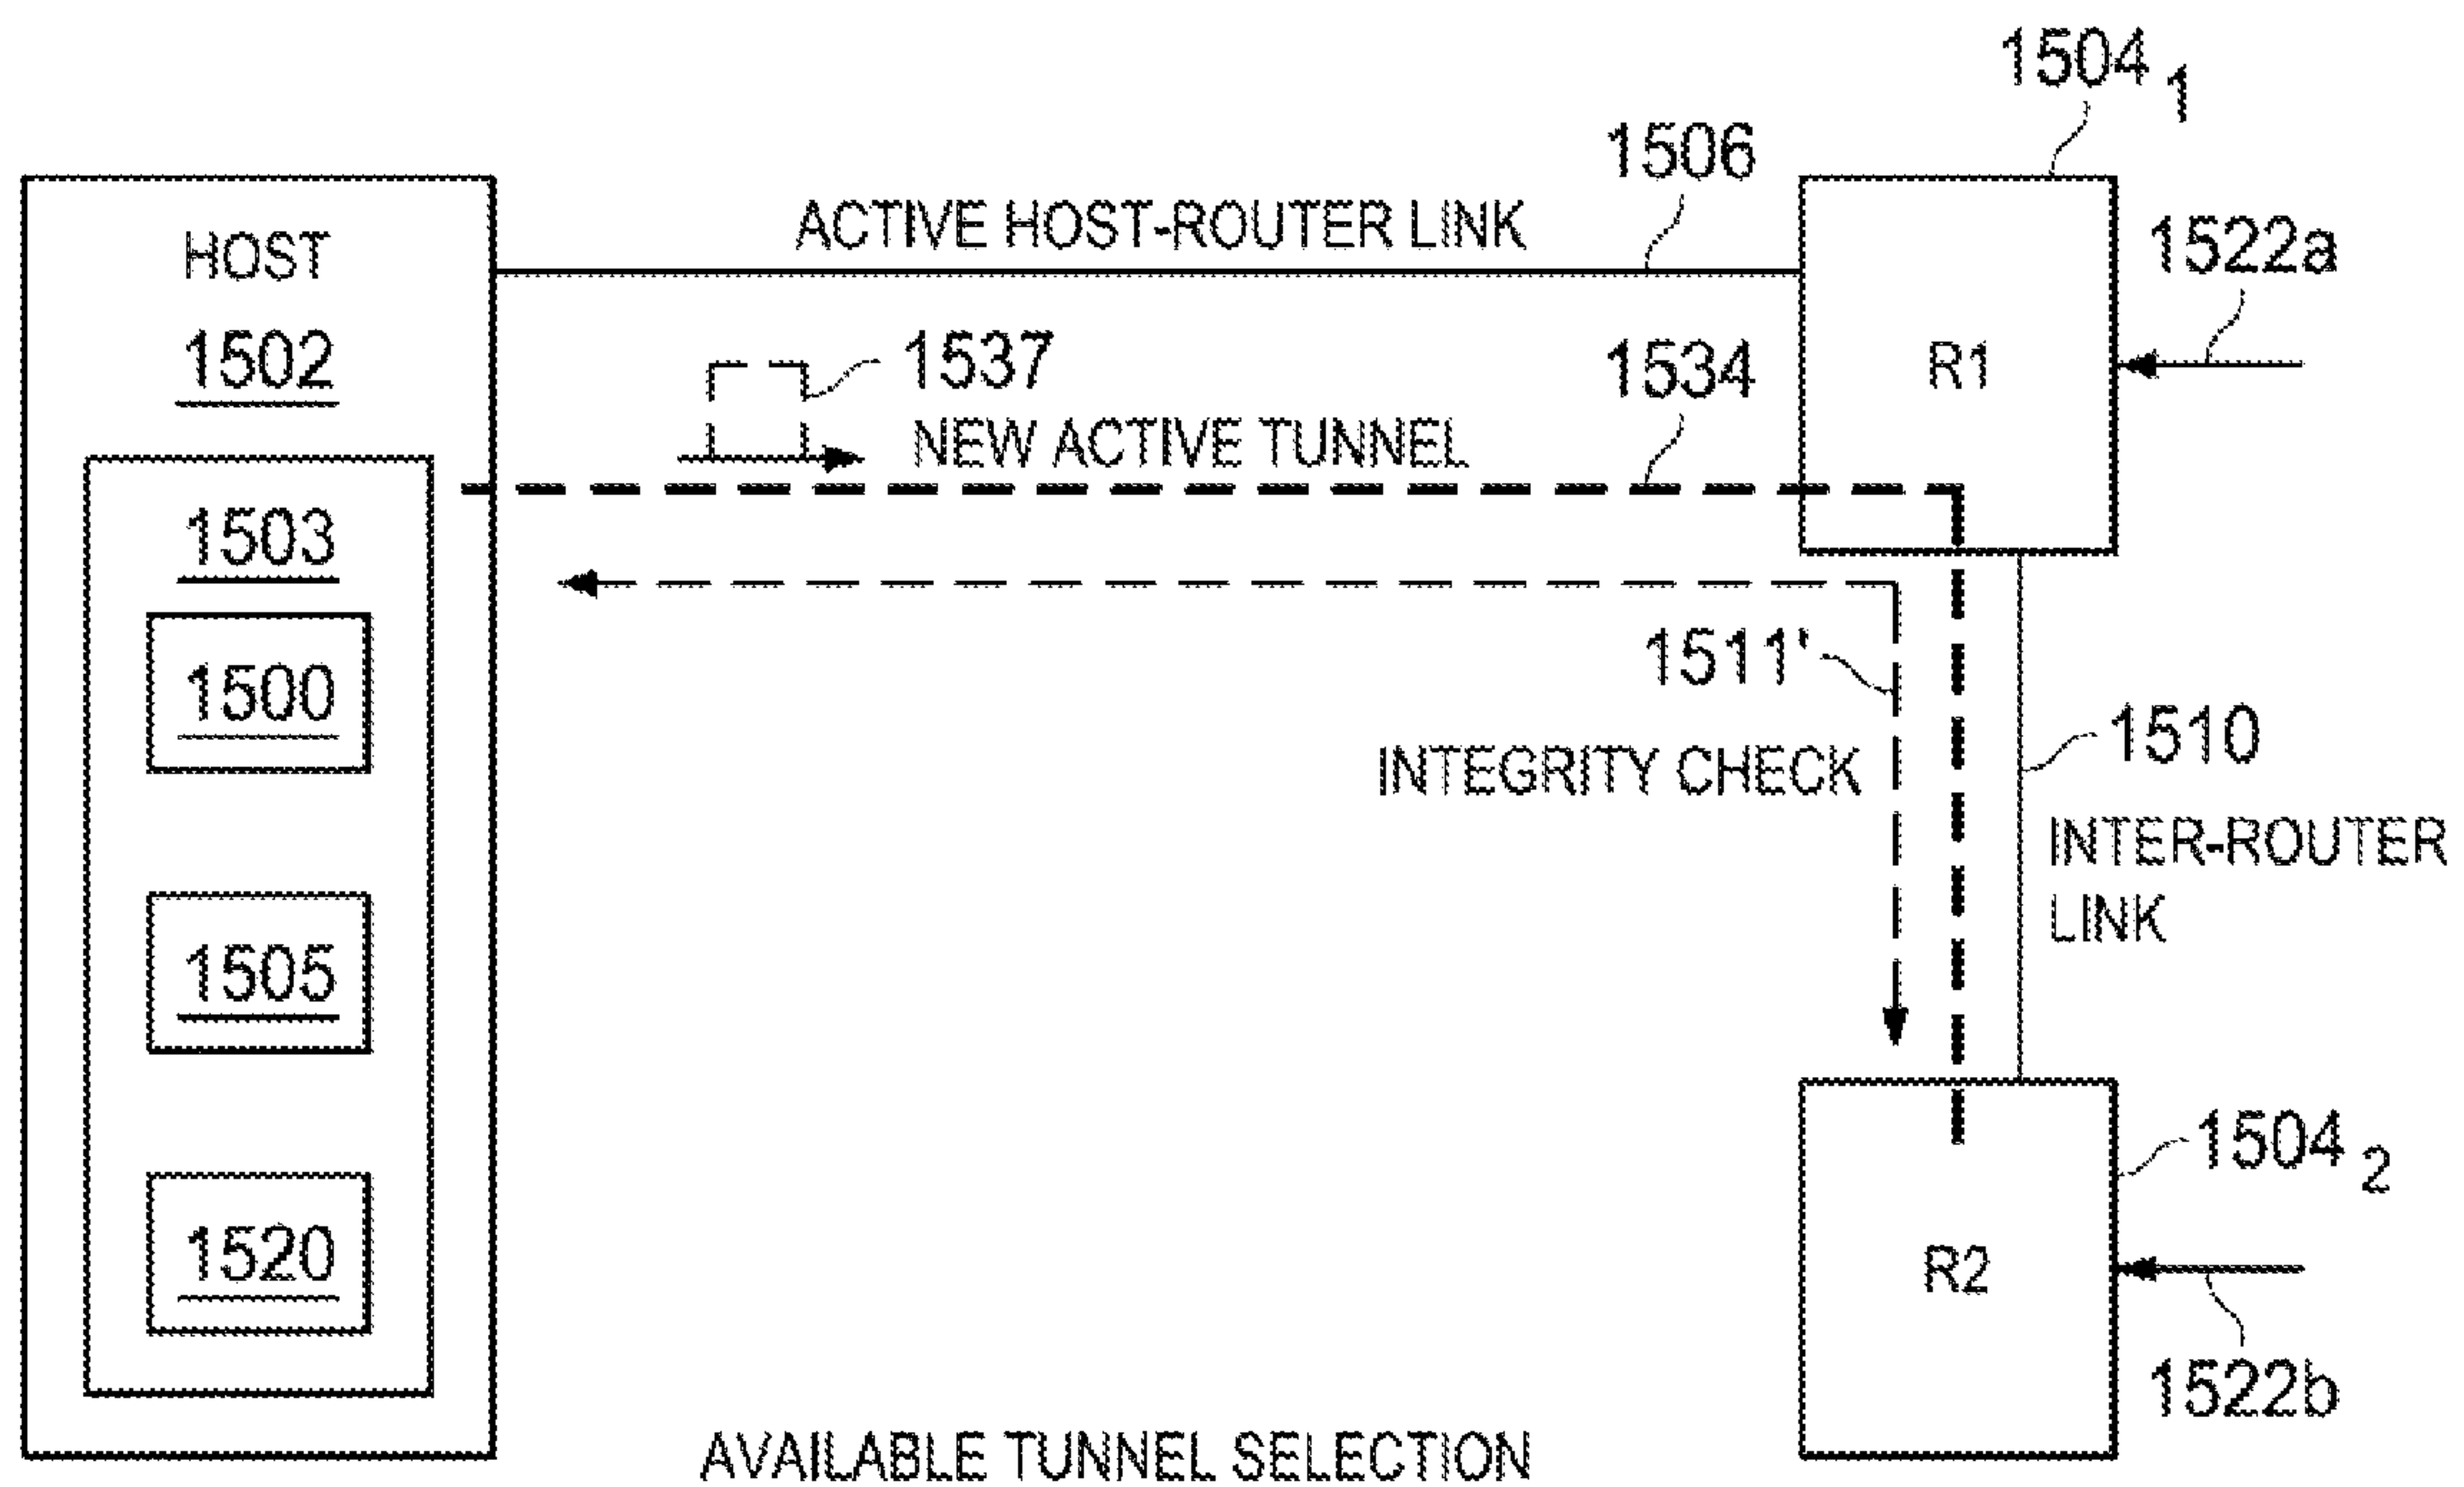 1504 1
1506
ACTIVE HOST-ROUTER LINK
1522a
HOST
1502
1537
1534
R1
NEW ACTIVE TUNNEL
1503
1511'
1500
1510
INTEGRITY CHECK
INTER-ROUTER
LINK
1505
1504 2
1520
R2
1522b
AVAILABLE TUNNEL SELECTION